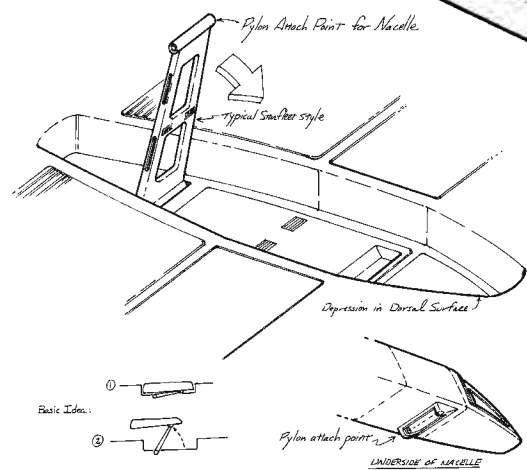 Pylon Attach Point for Nacelle
Typical Starfleet style
Depression in Dorsal Surface
Basic Idea:
①
②
Pylon attach point
UNDERSIDE OF NACELLE